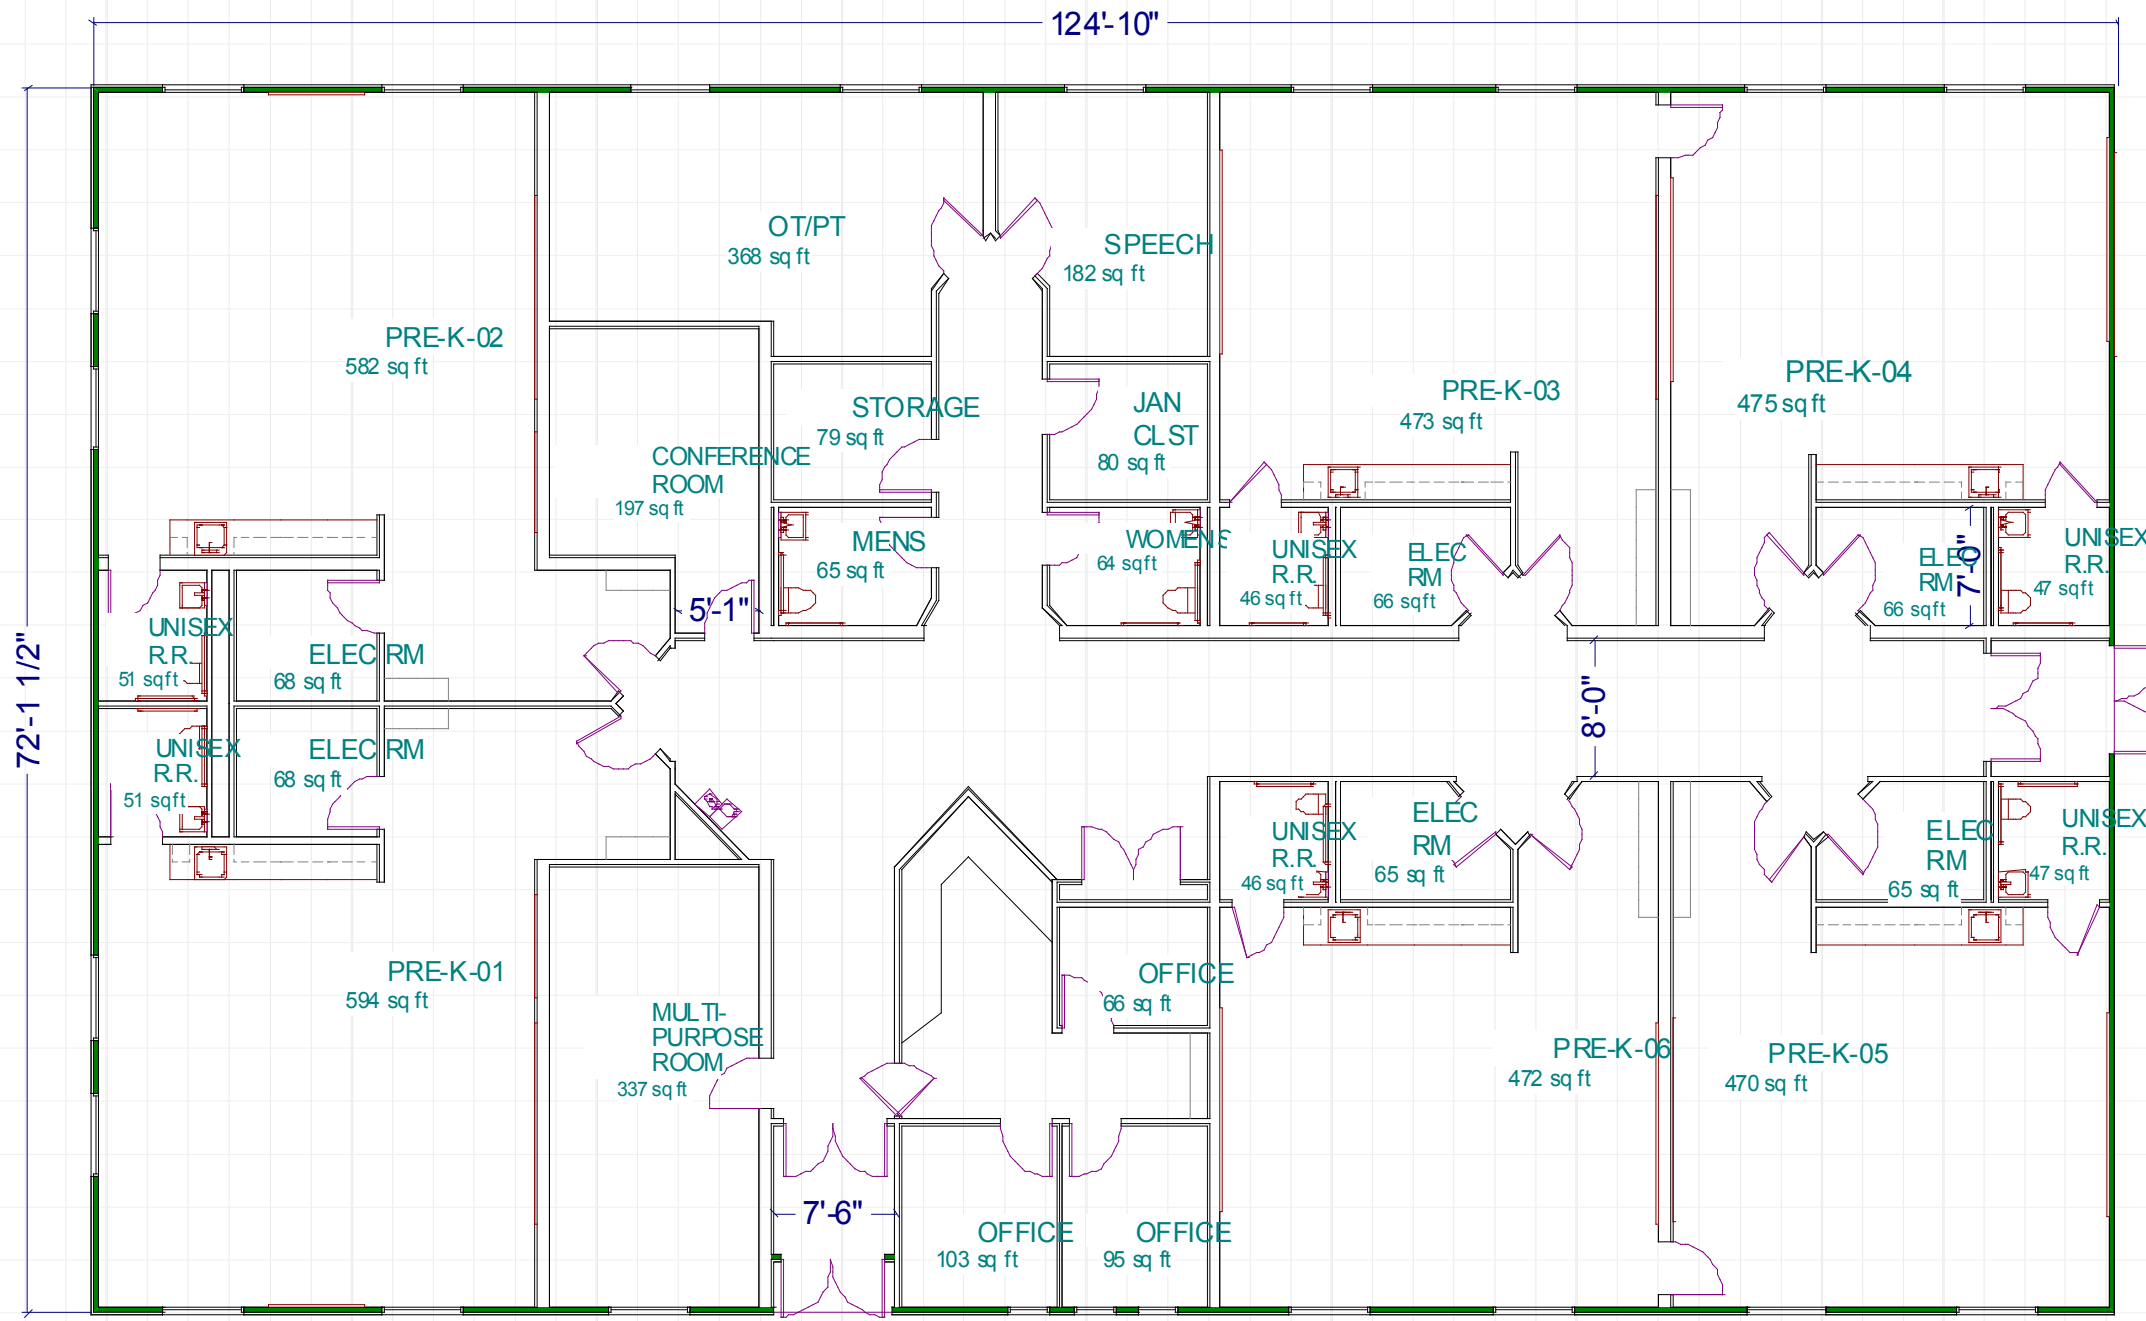 124'-10"
72'-1 1/2"
OT/PT
368 sq ft
SPEECH
182 sq ft
PRE-K-02
582 sq ft
PRE-K-03
473 sq ft
PRE-K-04
475 sq ft
STORAGE
79 sq ft
JAN
CLST
80 sq ft
CONFERENCE
ROOM
197 sq ft
MENS
65 sq ft
WOMENS
64 sq ft
UNISEX
R.R.
46 sq ft
ELEC
RM
66 sq ft
ELEC
RM
66 sq ft
7'-0"
UNISEX
R.R.
47 sq ft
5'-1"
UNISEX
R.R.
51 sq ft
ELEC RM
68 sq ft
8'-0"
UNISEX
R.R.
51 sq ft
ELEC RM
68 sq ft
UNISEX
R.R.
46 sq ft
ELEC
RM
65 sq ft
ELEC
RM
65 sq ft
UNISEX
R.R.
47 sq ft
PRE-K-01
594 sq ft
MULTI-
PURPOSE
ROOM
337 sq ft
OFFICE
66 sq ft
PRE-K-06
472 sq ft
PRE-K-05
470 sq ft
7'-6"
OFFICE
103 sq ft
OFFICE
95 sq ft